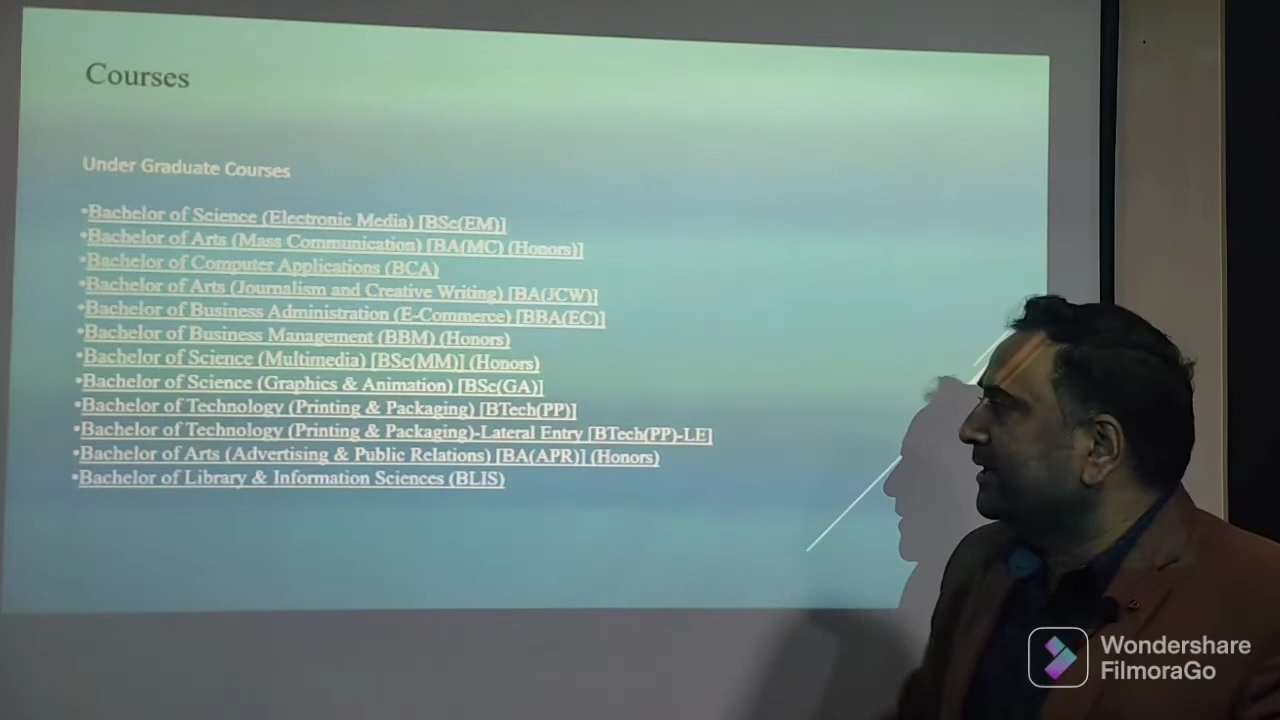 Courses
Under Graduate Courses
•Bachelor of Science (Electronic Media) [BSc(EM)]
•Bachelor of Arts (Mass Communication) [BA(MC) (Honors)]
•Bachelor of Computer Applications (BCA)
•Bachelor of Arts (Journalism and Creative Writing) [BA(JCW)]
•Bachelor of Business Administration (E-Commerce) [BBA(EC)]
•Bachelor of Business Management (BBM) (Honors)
•Bachelor of Science (Multimedia) [BSc(MM)] (Honors)
•Bachelor of Science (Graphics & Animation) [BSc(GA)]
•Bachelor of Technology (Printing & Packaging) [BTech(PP)]
•Bachelor of Technology (Printing & Packaging)-Lateral Entry [BTech(PP)-LE]
•Bachelor of Arts (Advertising & Public Relations) [BA(APR)] (Honors)
•Bachelor of Library & Information Sciences (BLIS)
Wondershare
FilmoraGo